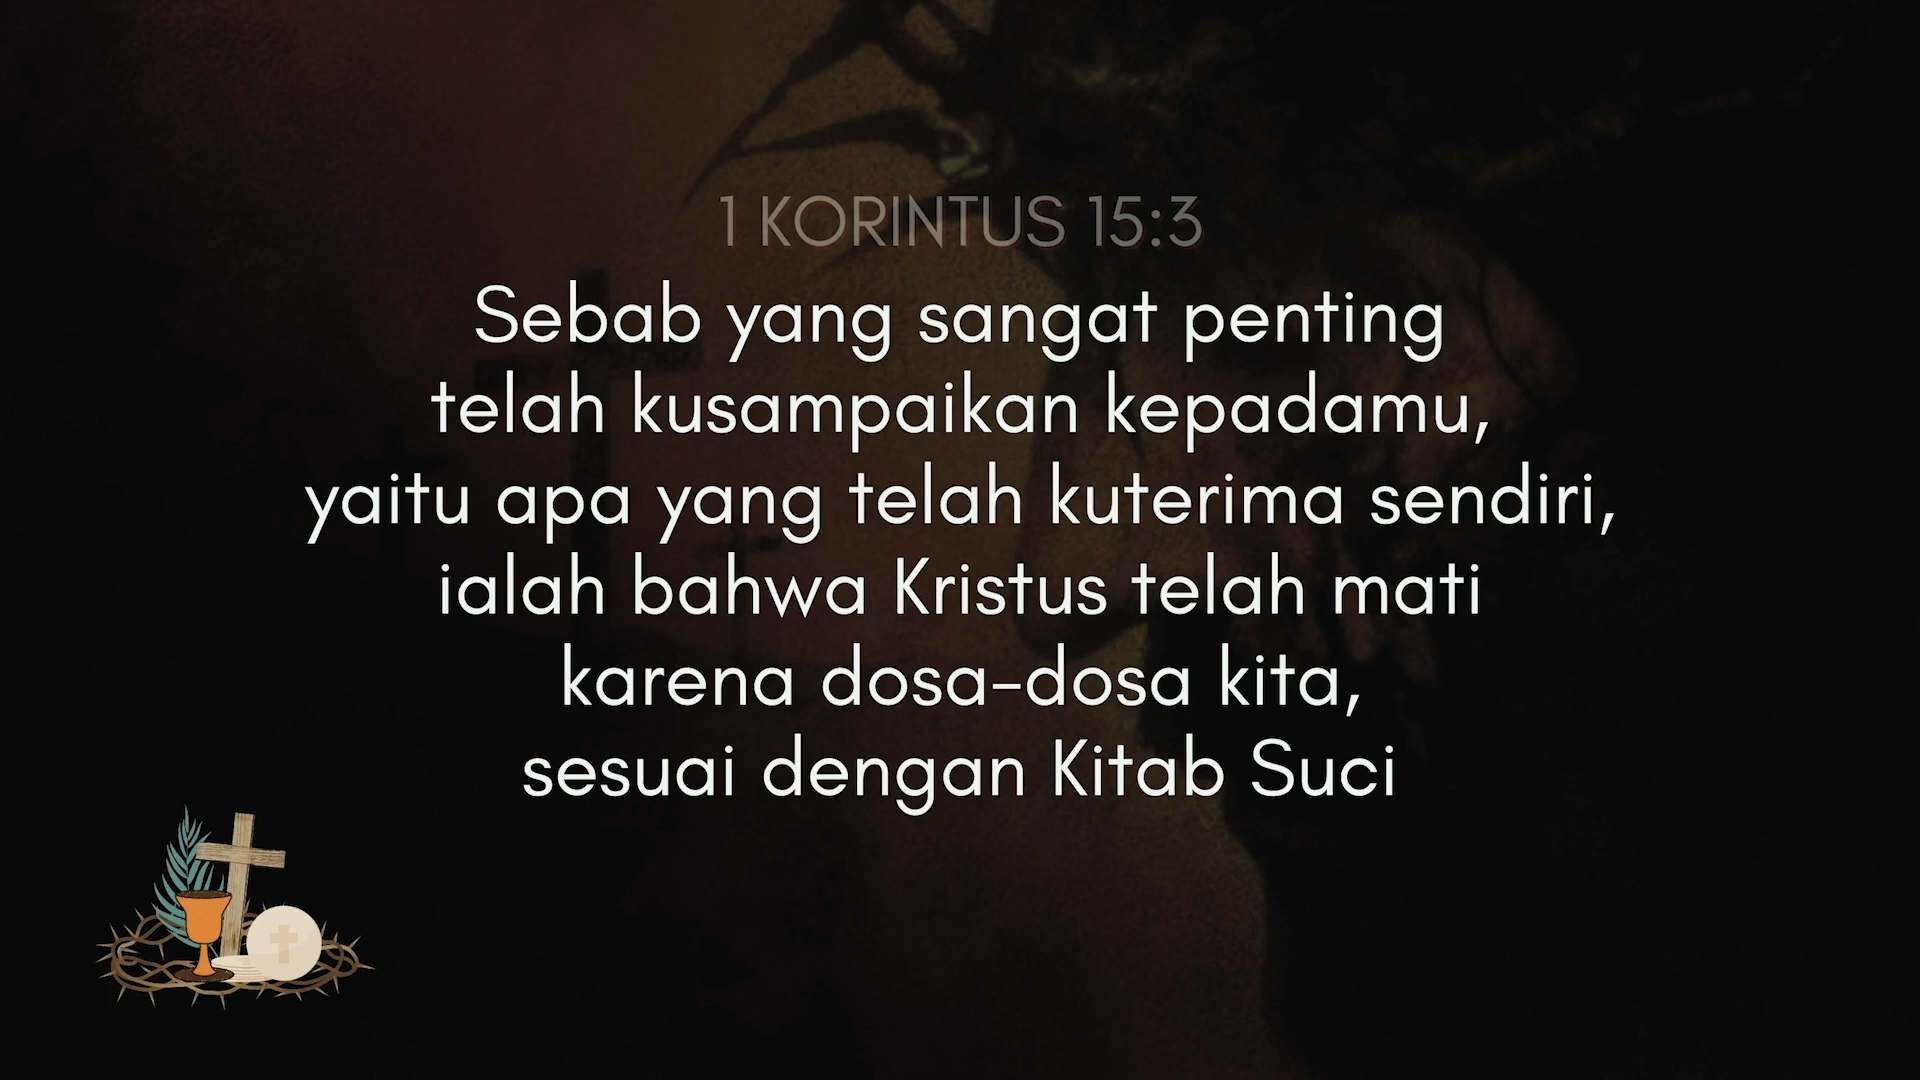 1 KORINTUS 15:3
Sebab yang sangat penting
telah kusampaikan kepadamu,
yaitu apa yang telah kuterima sendiri,
ialah bahwa Kristus telah mati
karena dosa-dosa kita,
sesuai dengan Kitab Suci